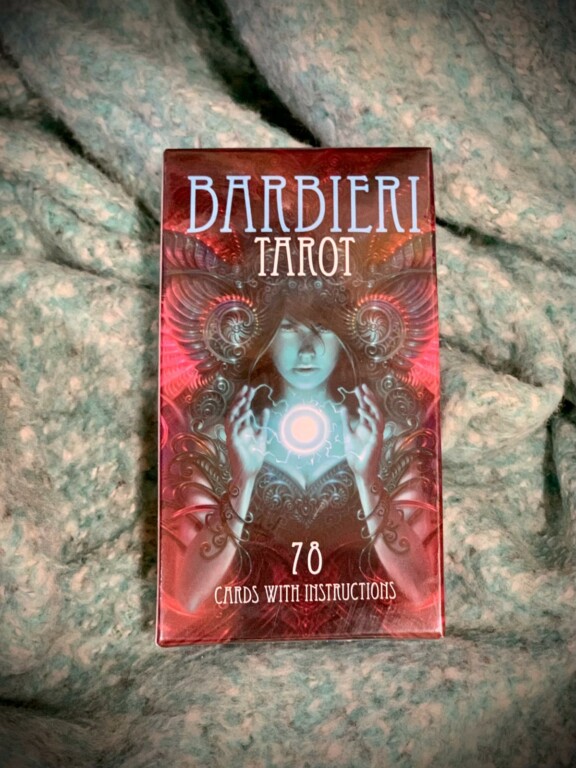 BARBIERI
TAROT
78
CARDS WITH INSTRUCTIONS